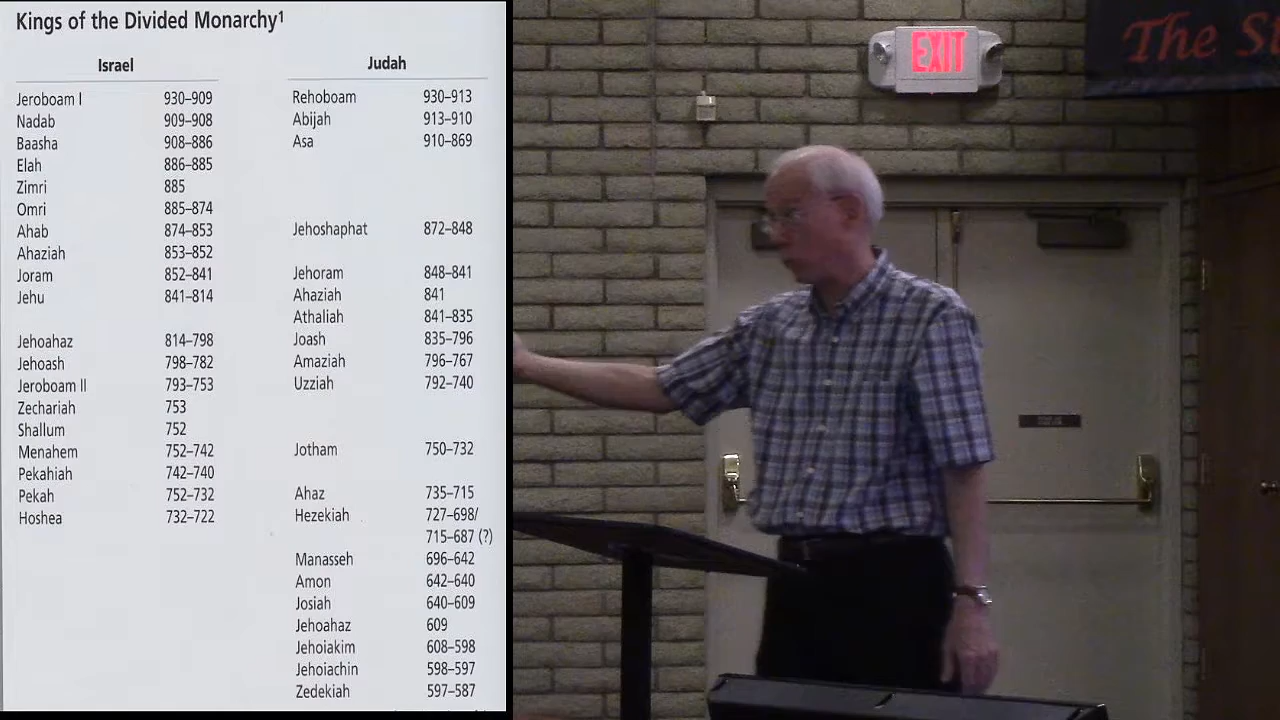 Kings of the Divided Monarchy¹
Israel
Jeroboam I 930–909
Nadab 909–908
Baasha 908–886
Elah 886–885
Zimri 885
Omri 885–874
Ahab 874–853
Ahaziah 853–852
Joram 852–841
Jehu 841–814
Jehoahaz 814–798
Jehoash 798–782
Jeroboam II 793–753
Zechariah 753
Shallum 752
Menahem 752–742
Pekahiah 742–740
Pekah 752–732
Hoshea 732–722
Judah
Rehoboam 930–913
Abijah 913–910
Asa 910–869
Jehoshaphat 872–848
Jehoram 848–841
Ahaziah 841
Athaliah 841–835
Joash 835–796
Amaziah 796–767
Uzziah 792–740
Jotham 750–732
Ahaz 735–715
Hezekiah 727–698/
715–687 (?)
Manasseh 696–642
Amon 642–640
Josiah 640–609
Jehoahaz 609
Jehoiakim 608–598
Jehoiachin 598–597
Zedekiah 597–587
EXIT
The